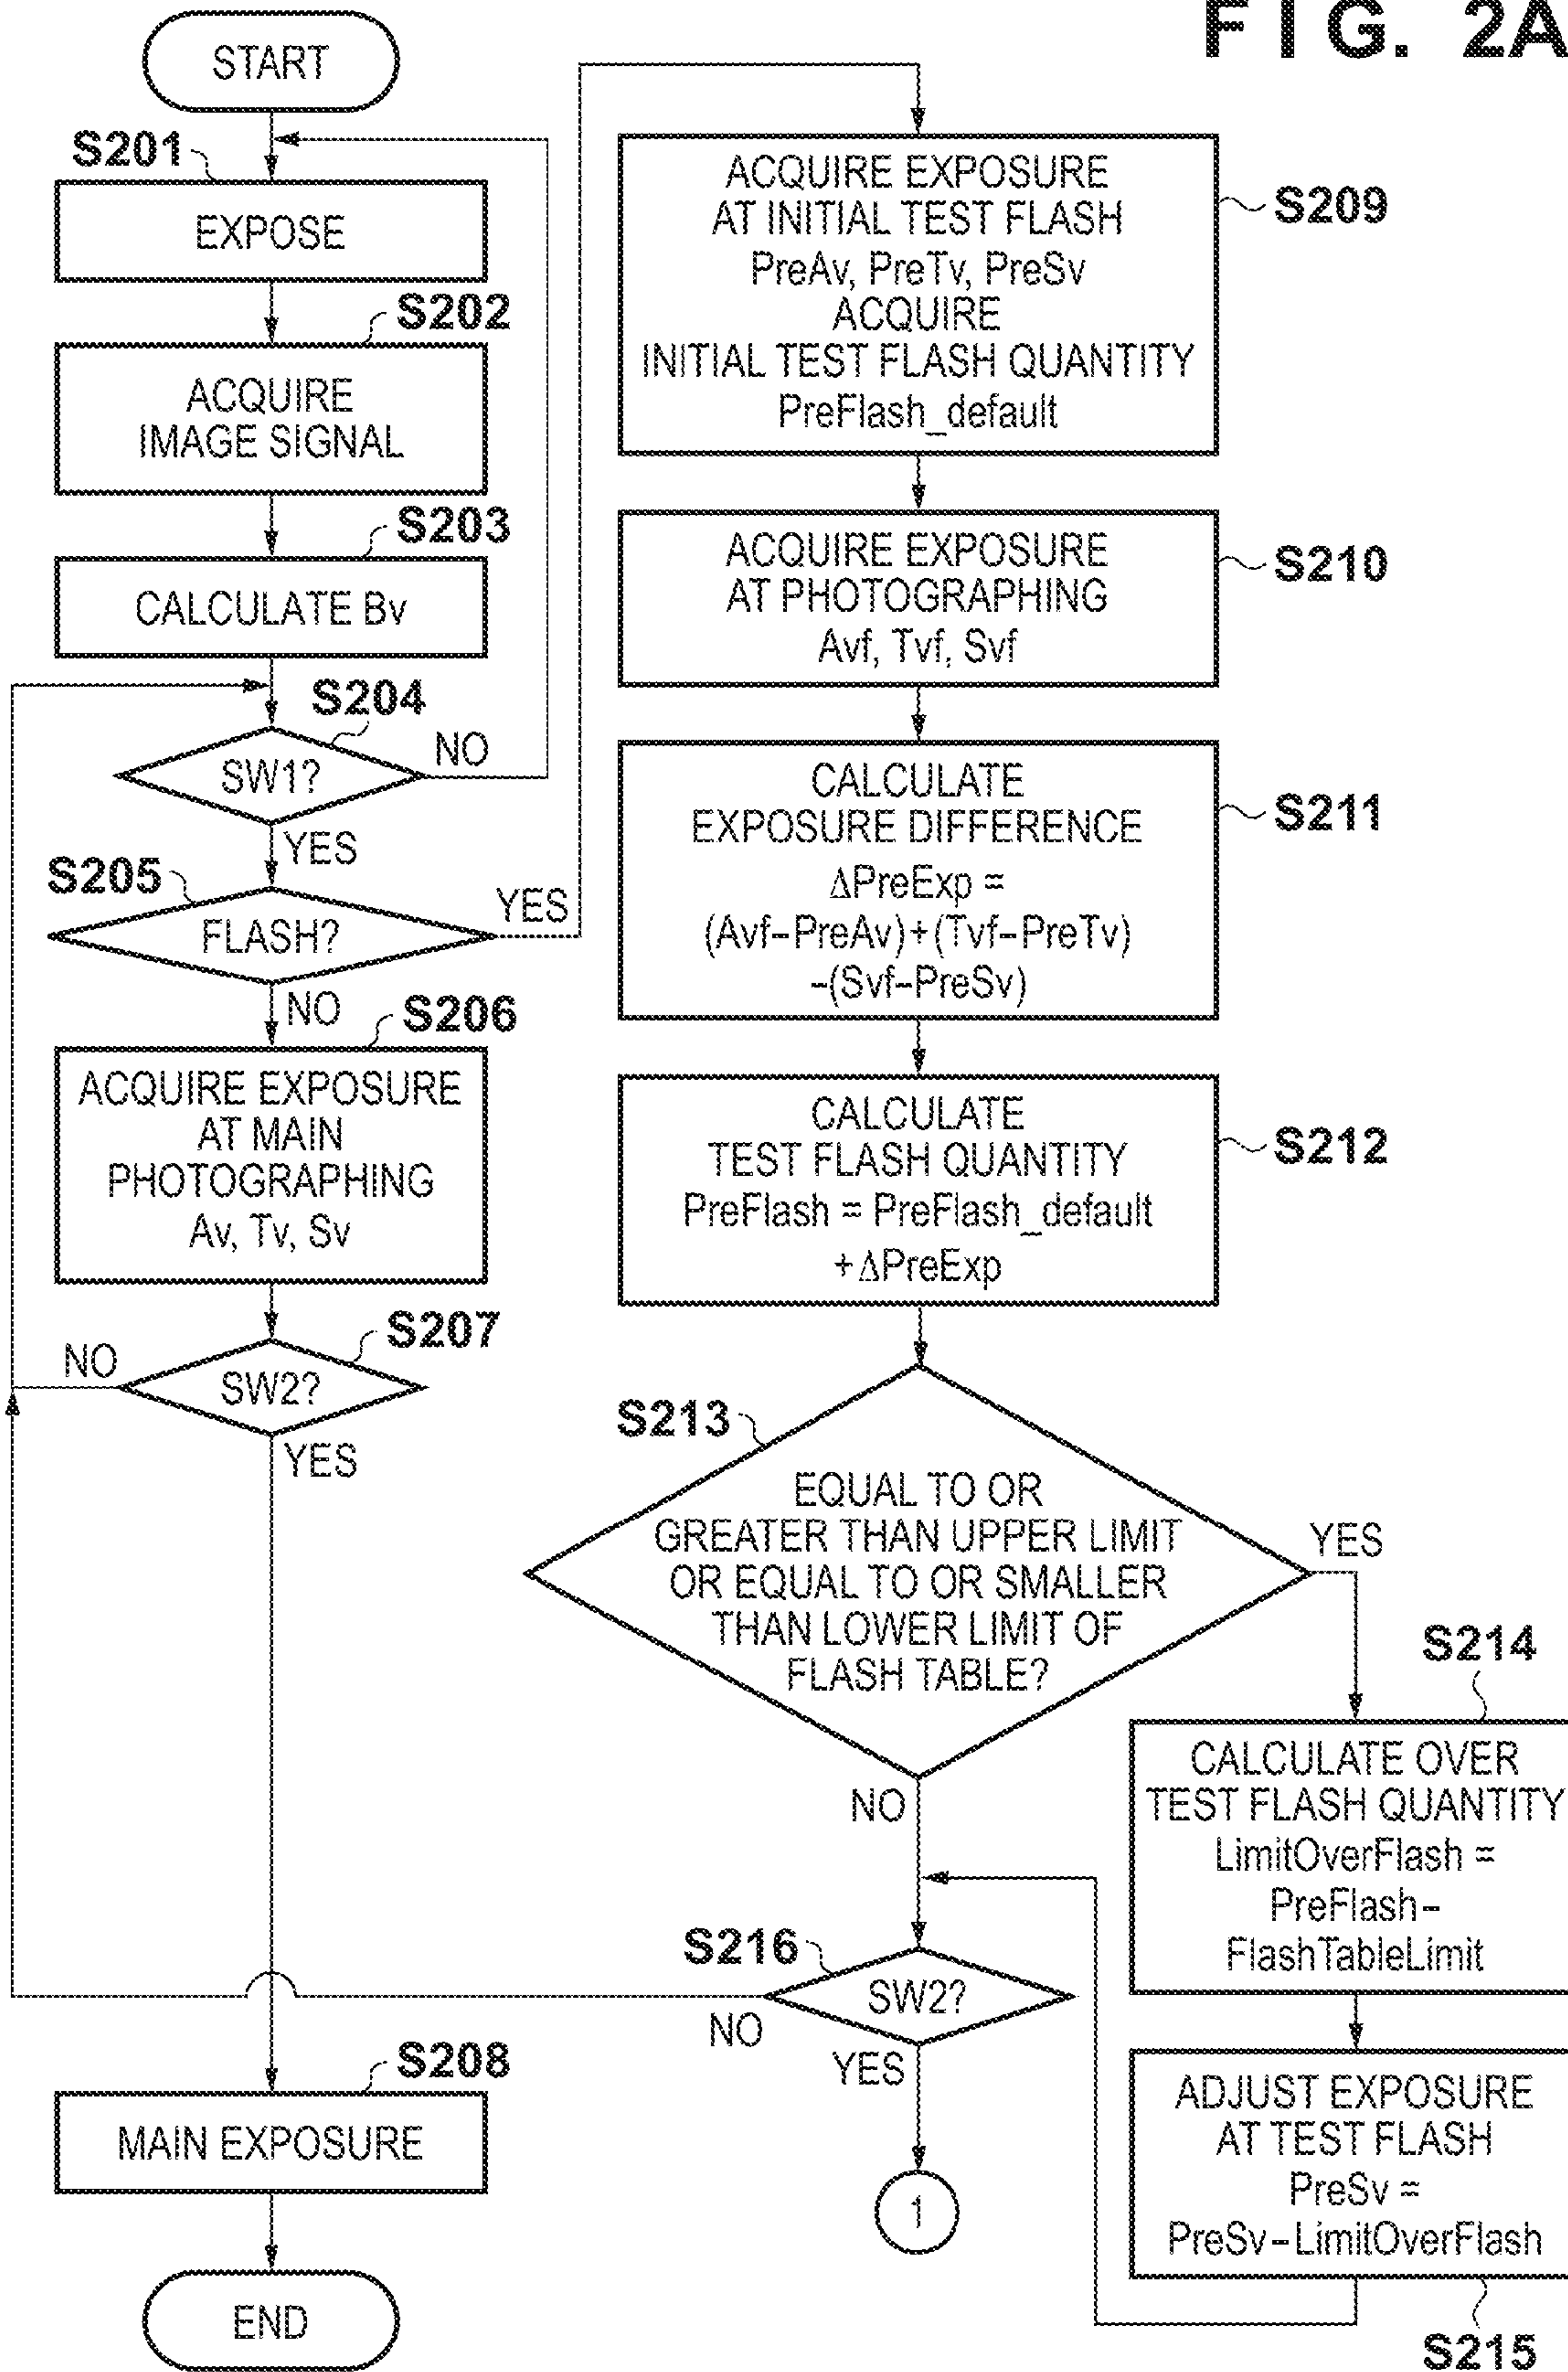 FIG. 2A
START
S201
EXPOSE
S202
ACQUIRE
IMAGE SIGNAL
S203
CALCULATE Bv
S204
SW1?
NO
YES
S205
FLASH?
YES
NO
S206
ACQUIRE EXPOSURE
AT MAIN
PHOTOGRAPHING
Av, Tv, Sv
S207
SW2?
NO
YES
S208
MAIN EXPOSURE
END
ACQUIRE EXPOSURE
AT INITIAL TEST FLASH
PreAv, PreTv, PreSv
ACQUIRE
INITIAL TEST FLASH QUANTITY
PreFlash_default
S209
ACQUIRE EXPOSURE
AT PHOTOGRAPHING
Avf, Tvf, Svf
S210
CALCULATE
EXPOSURE DIFFERENCE
ΔPreExp =
(Avf-PreAv)+(Tvf-PreTv)
-(Svf-PreSv)
S211
CALCULATE
TEST FLASH QUANTITY
PreFlash = PreFlash_default
+ΔPreExp
S212
S213
EQUAL TO OR
GREATER THAN UPPER LIMIT
OR EQUAL TO OR SMALLER
THAN LOWER LIMIT OF
FLASH TABLE?
YES
NO
S214
CALCULATE OVER
TEST FLASH QUANTITY
LimitOverFlash =
PreFlash-
FlashTableLimit
ADJUST EXPOSURE
AT TEST FLASH
PreSv =
PreSv-LimitOverFlash
S215
S216
SW2?
NO
YES
1